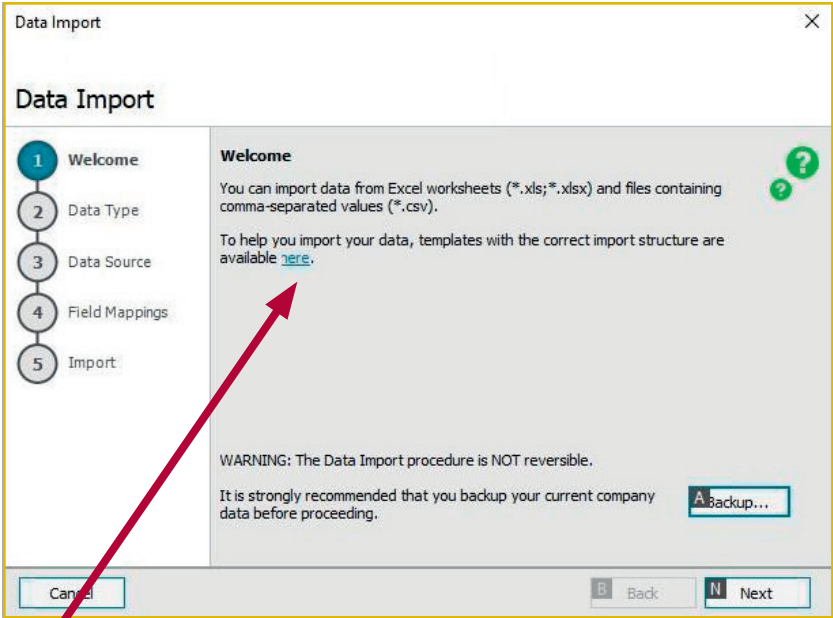 Data Import
Data Import
1 Welcome
2 Data Type
3 Data Source
4 Field Mappings
5 Import
Welcome
? ?
You can import data from Excel worksheets (*.xls;*.xlsx) and files containing
comma-separated values (*.csv).
To help you import your data, templates with the correct import structure are
available here.
WARNING: The Data Import procedure is NOT reversible.
It is strongly recommended that you backup your current company
data before proceeding.
A Backup...
Cancel
B Back
N Next